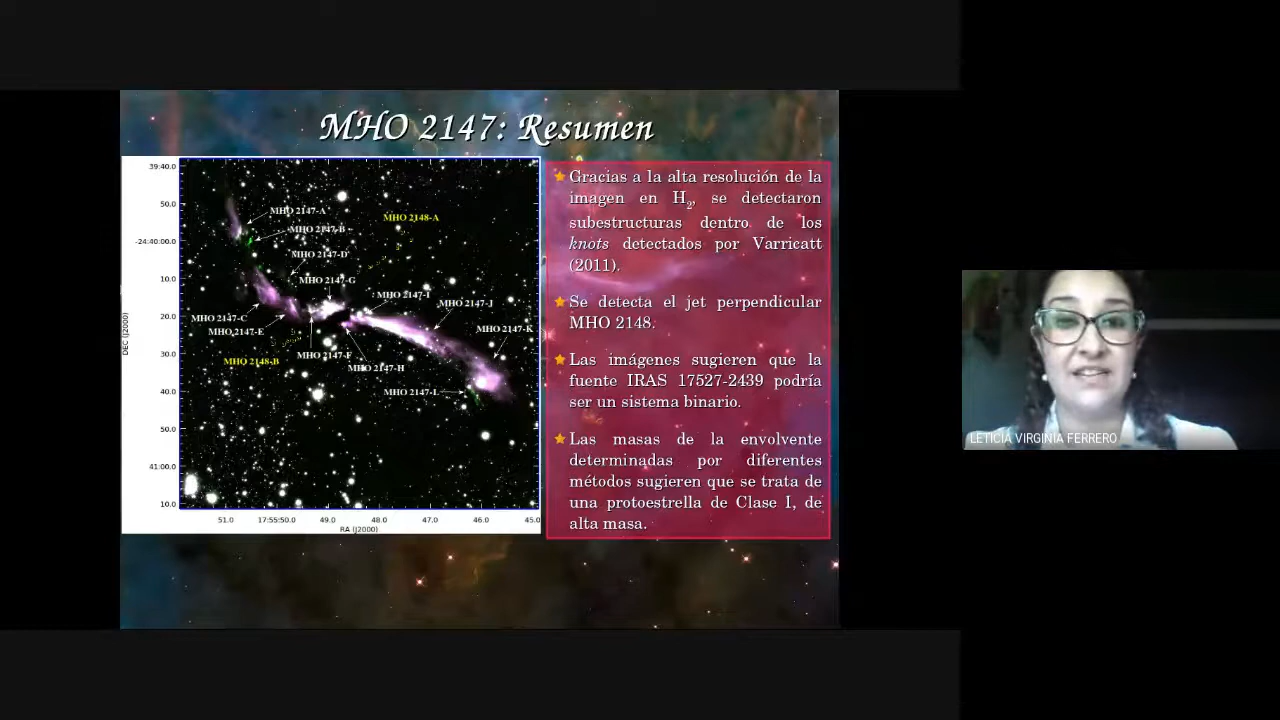 MHO 2147: Resumen
39:40.0
50.0
-24:40:00.0
10.0
20.0
30.0
40.0
50.0
41:00.0
10.0
DEC (J2000)
51.0 17:55:50.0 49.0 48.0 47.0 46.0 45.0
RA (J2000)
MHO 2147-A
MHO 2148-A
MHO 2147-B
MHO 2147-D
MHO 2147-G
MHO 2147-I
MHO 2147-J
MHO 2147-C
MHO 2147-E
MHO 2147-K
MHO 2148-B
MHO 2147-F
MHO 2147-H
MHO 2147-L
Gracias a la alta resolución de la
imagen en H2, se detectaron
subestructuras dentro de los
knots detectados por Varricatt
(2011).
Se detecta el jet perpendicular
MHO 2148.
Las imágenes sugieren que la
fuente IRAS 17527-2439 podría
ser un sistema binario.
Las masas de la envolvente
determinadas por diferentes
métodos sugieren que se trata de
una protoestrella de Clase I, de
alta masa.
LETICIA VIRGINIA FERRERO